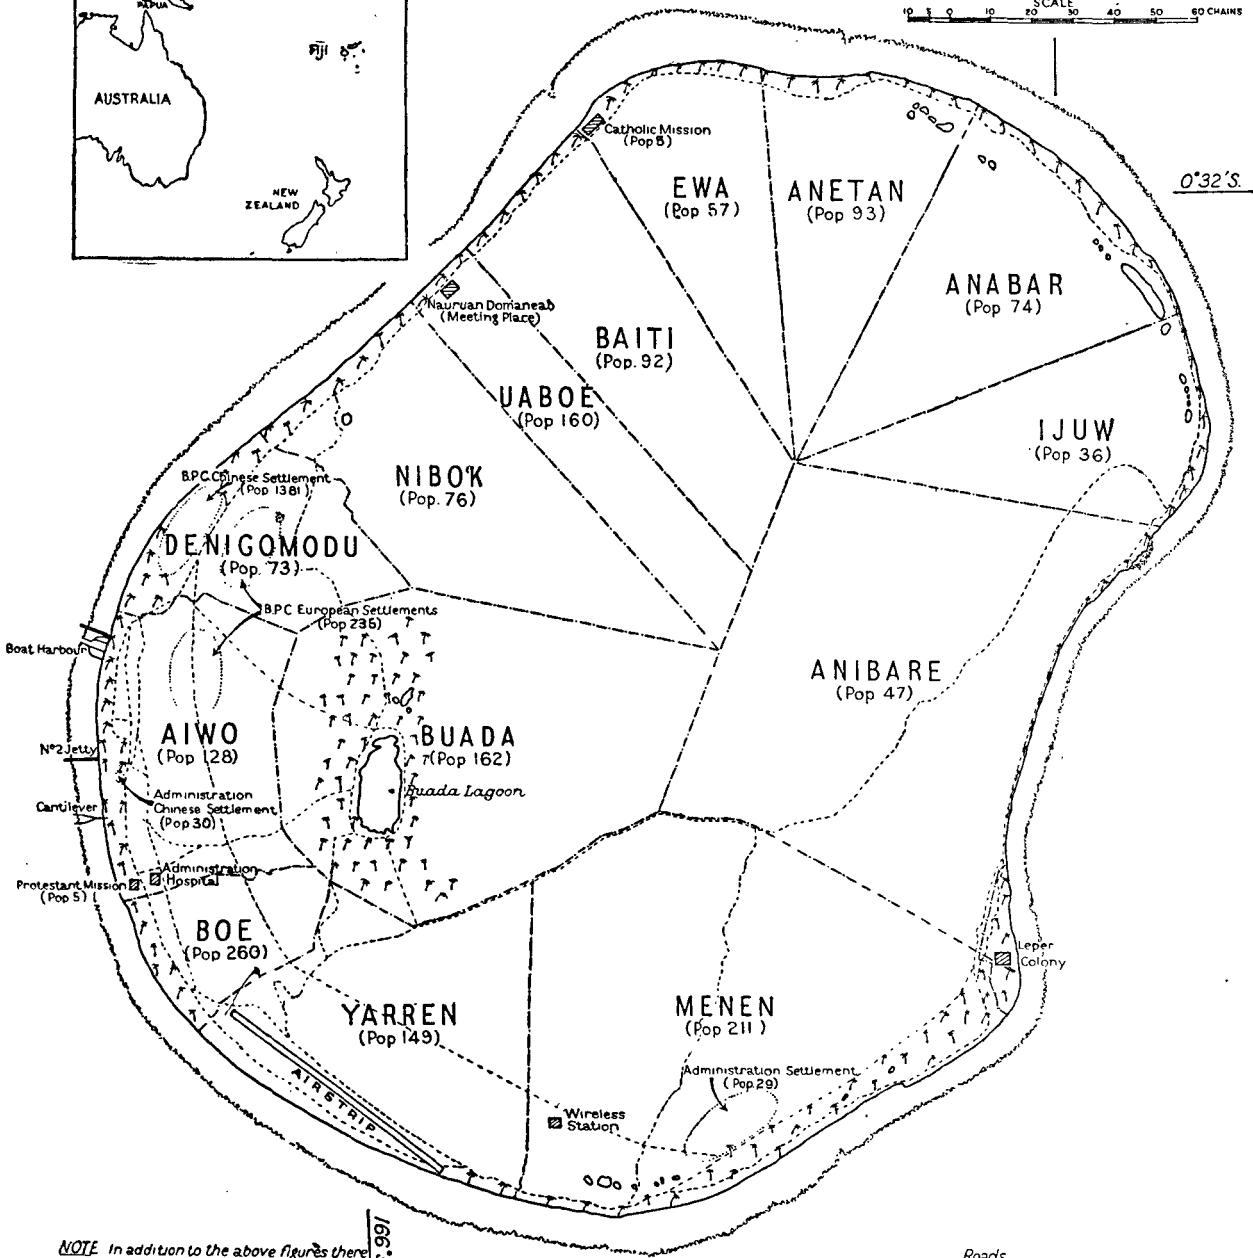 PAPUA
Fiji
AUSTRALIA
NEW
ZEALAND
SCALE
10 5 0 10 20 30 40 50 60 CHAINS
0°32'S.
Catholic Mission
(Pop 5)
EWA
(Pop 57)
ANETAN
(Pop 93)
ANABAR
(Pop 74)
Nauruan Domaneab
(Meeting Place)
BAITI
(Pop. 92)
UABOE
(Pop 160)
IJUW
(Pop 36)
NIBOK
(Pop. 76)
B.P.C. Chinese Settlement
(Pop 1381)
DENIGOMODU
(Pop. 73)
B.P.C European Settlements
(Pop 235)
Boat Harbour
ANIBARE
(Pop 47)
AIWO
(Pop 128)
BUADA
(Pop 162)
Nº2 Jetty
Buada Lagoon
Administration
Chinese Settlement
(Pop 30)
Cantilever
Administration
Hospital
Protestant Mission
(Pop 5)
BOE
(Pop 260)
Leper
Colony
YARREN
(Pop 149)
MENEN
(Pop 211)
AIRSTRIP
Administration Settlement
(Pop. 29)
Wireless
Station
NOTE In addition to the above figures there
166°
Roads